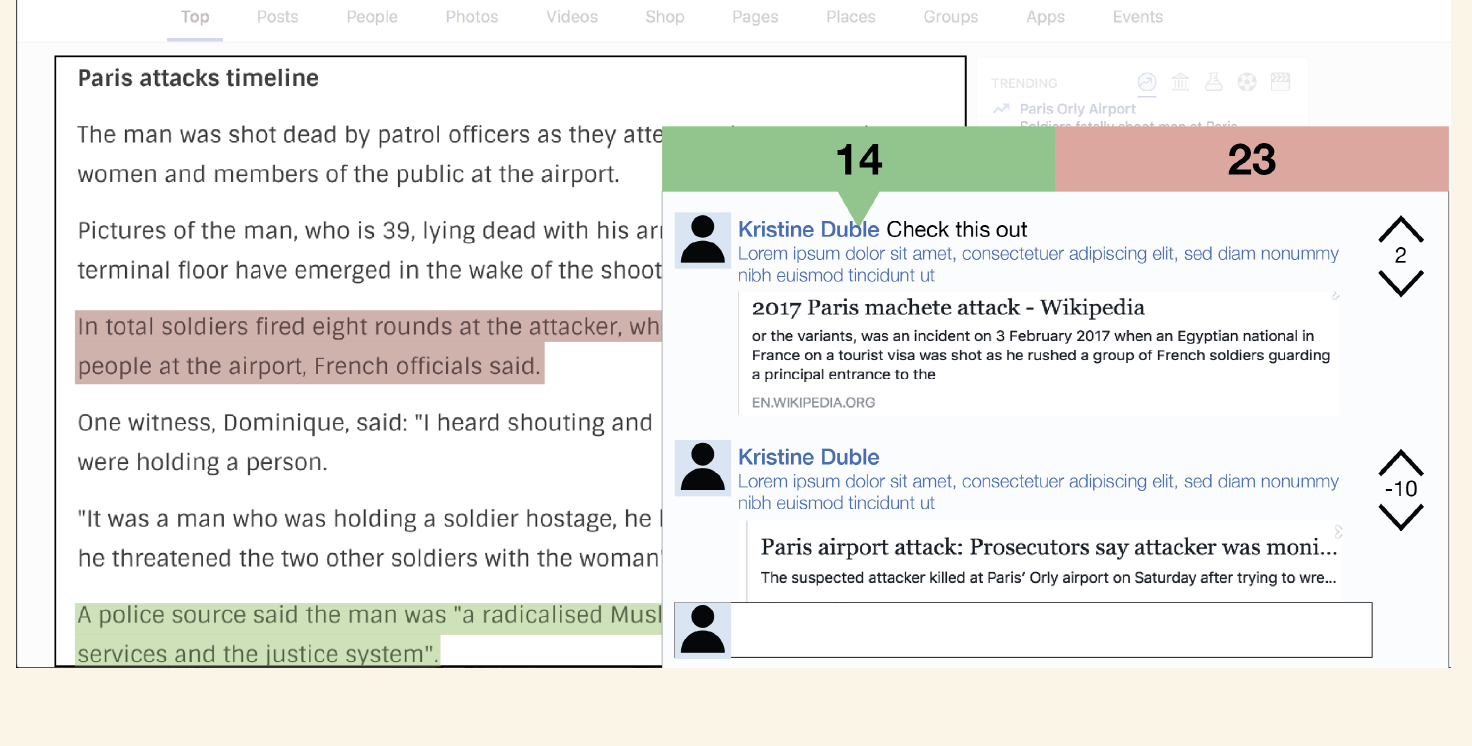 Top Posts People Photos Videos Shop Pages Places Groups Apps Events
Paris attacks timeline
The man was shot dead by patrol officers as they atte
women and members of the public at the airport.
Pictures of the man, who is 39, lying dead with his ar
terminal floor have emerged in the wake of the shoot
In total soldiers fired eight rounds at the attacker, wh
people at the airport, French officials said.
One witness, Dominique, said: "I heard shouting and
were holding a person.
"It was a man who was holding a soldier hostage, he
he threatened the two other soldiers with the woman'
A police source said the man was "a radicalised Musl
services and the justice system".
TRENDING
Paris Orly Airport
Soldiers fatally shoot man at Paris
14 23
Kristine Duble Check this out
Lorem ipsum dolor sit amet, consectetuer adipiscing elit, sed diam nonummy
nibh euismod tincidunt ut
2
2017 Paris machete attack - Wikipedia
or the variants, was an incident on 3 February 2017 when an Egyptian national in
France on a tourist visa was shot as he rushed a group of French soldiers guarding
a principal entrance to the
EN.WIKIPEDIA.ORG
Kristine Duble
Lorem ipsum dolor sit amet, consectetuer adipiscing elit, sed diam nonummy
nibh euismod tincidunt ut
-10
Paris airport attack: Prosecutors say attacker was moni...
The suspected attacker killed at Paris' Orly airport on Saturday after trying to wre...